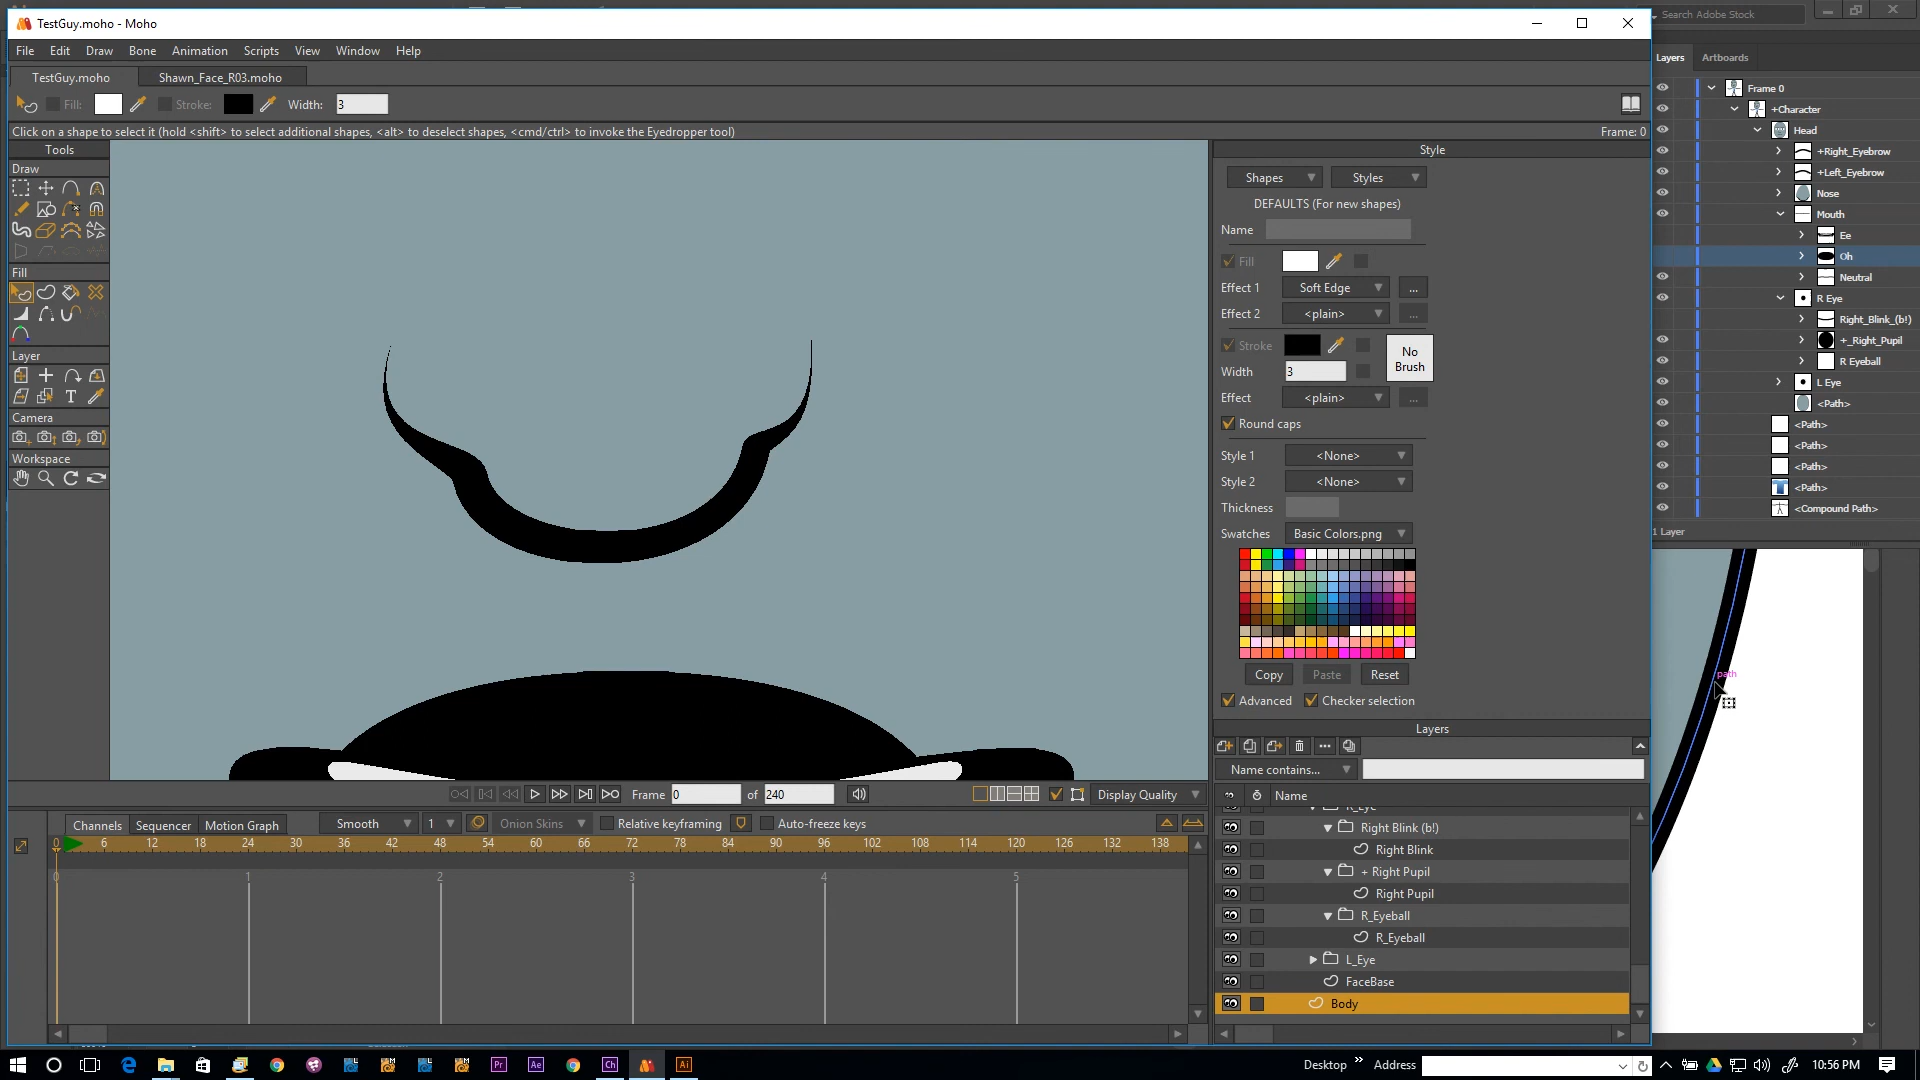 TestGuy.moho - Moho
Search Adobe Stock
File Edit Draw Bone Animation Scripts View Window Help
Layers Artboards
TestGuy.moho Shawn_Face_R03.moho
Fill: Stroke: Width: 3
Click on a shape to select it (hold <shift> to select additional shapes, <alt> to deselect shapes, <cmd/ctrl> to invoke the Eyedropper tool)
Frame: 0
Tools
Draw
Fill
Layer
Camera
Workspace
Style
Shapes Styles
DEFAULTS (For new shapes)
Name
Fill
Effect 1 Soft Edge ...
Effect 2 <plain> ...
Stroke
No Brush
Width 3
Effect <plain> ...
Round caps
Style 1 <None>
Style 2 <None>
Thickness
Swatches Basic Colors.png
Copy Paste Reset
Advanced Checker selection
Layers
Name contains...
Name
R_Eye
Right Blink (b!)
Right Blink
+ Right Pupil
Right Pupil
R_Eyeball
R_Eyeball
L_Eye
FaceBase
Body
Frame 0
+Character
Head
+Right_Eyebrow
+Left_Eyebrow
Nose
Mouth
Ee
Oh
Neutral
R Eye
Right_Blink_(b!)
+_Right_Pupil
R Eyeball
L Eye
<Path>
<Path>
<Path>
<Path>
<Path>
<Compound Path>
1 Layer
path
Frame 0 of 240 Display Quality
Channels Sequencer Motion Graph Smooth 1 Onion Skins Relative keyframing Auto-freeze keys
0 6 12 18 24 30 36 42 48 54 60 66 72 78 84 90 96 102 108 114 120 126 132 138
0 1 2 3 4 5
Pr Ae Ch Ai
Desktop Address
10:56 PM